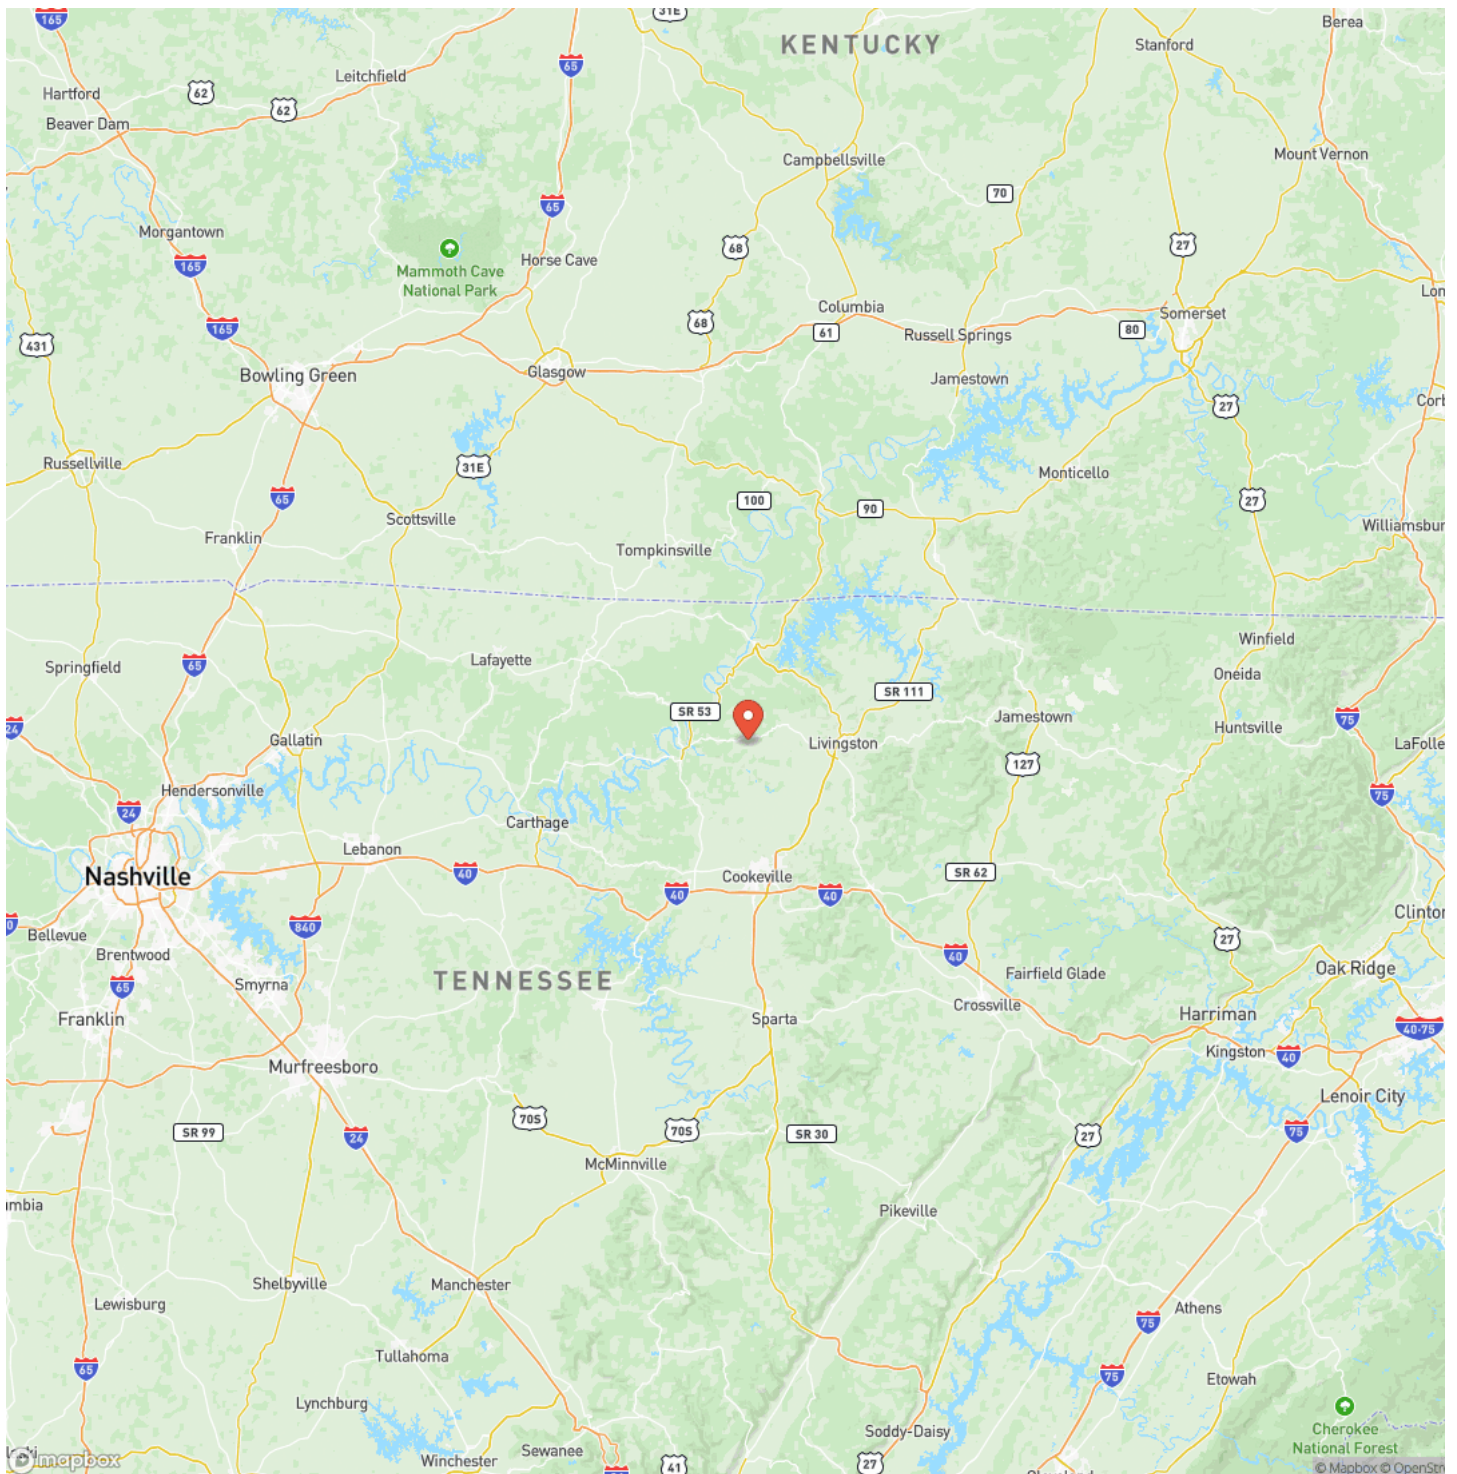 165
31E
KENTUCKY
Berea
Stanford
65
Leitchfield
62
Hartford
62
Beaver Dam
Mount Vernon
Campbellsville
70
65
Morgantown
68
27
165
Horse Cave
Mammoth Cave
National Park
Columbia
Somerset
165
68
61
80
Russell Springs
431
Bowling Green
Glasgow
Jamestown
27
Russellville
31E
Monticello
65
100
90
27
Scottsville
Franklin
Tompkinsville
Winfield
Springfield
65
Lafayette
Oneida
SR 111
SR 53
Jamestown
75
24
Gallatin
Livingston
Huntsville
127
Hendersonville
75
24
Carthage
Lebanon
Nashville
40
Cookeville
SR 62
40
40
840
Bellevue
27
Brentwood
40
Oak Ridge
TENNESSEE
Fairfield Glade
65
Smyrna
Crossville
Franklin
Sparta
Harriman
40-75
Kingston
40
Murfreesboro
Lenoir City
70S
SR 99
24
70S
SR 30
27
75
McMinnville
Pikeville
Shelbyville
Manchester
Lewisburg
Athens
75
Tullahoma
65
75
Etowah
Lynchburg
Soddy-Daisy
Cherokee
National Forest
Sewanee
mapbox
Winchester
41
27
© Mapbox ©